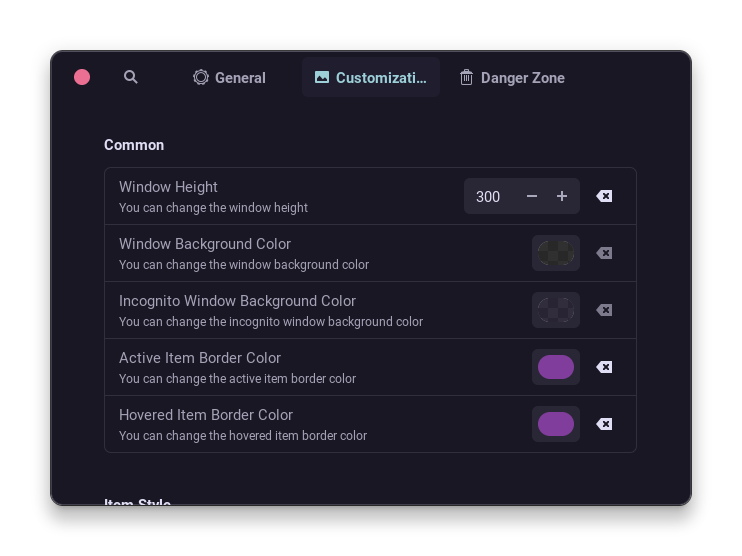 General
Customizati...
Danger Zone
Common
Window Height
You can change the window height
300
Window Background Color
You can change the window background color
Incognito Window Background Color
You can change the incognito window background color
Active Item Border Color
You can change the active item border color
Hovered Item Border Color
You can change the hovered item border color
Item Style